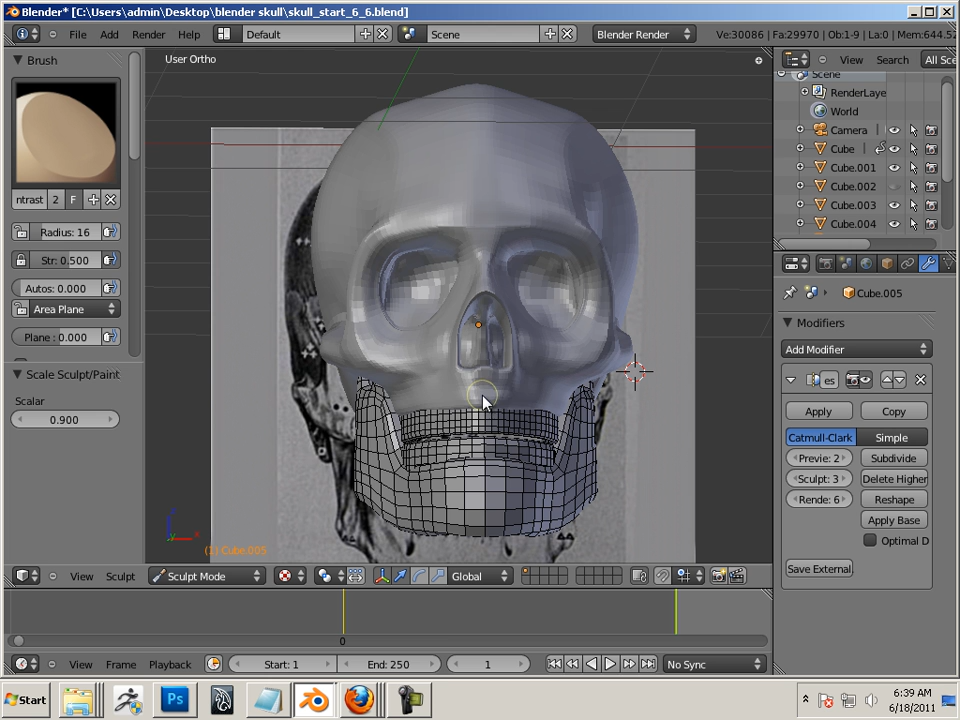 Blender* [C:\Users\admin\Desktop\blender skull\skull_start_6_6.blend]
File Add Render Help Default Scene Blender Render Ve:30086 | Fa:29970 | Ob:1-9 | La:0 | Mem:644.5
Brush
User Ortho
View Search All Sce
Scene
RenderLaye
World
Camera
Cube
Cube.001
Cube.002
Cube.003
Cube.004
ntrast 2 F
Radius: 16
Str: 0.500
Autos: 0.000
Area Plane
Plane : 0.000
Scale Sculpt/Paint
Scalar
0.900
Cube.005
Modifiers
Add Modifier
es
Apply Copy
Catmull-Clark Simple
Previe: 2 Subdivide
Sculpt: 3 Delete Higher
Rende: 6 Reshape
Apply Base
Optimal D
Save External.
(1) Cube.005
View Sculpt Sculpt Mode Global
0
View Frame Playback Start: 1 End: 250 1 No Sync
Start Ps 6:39 AM
6/18/2011